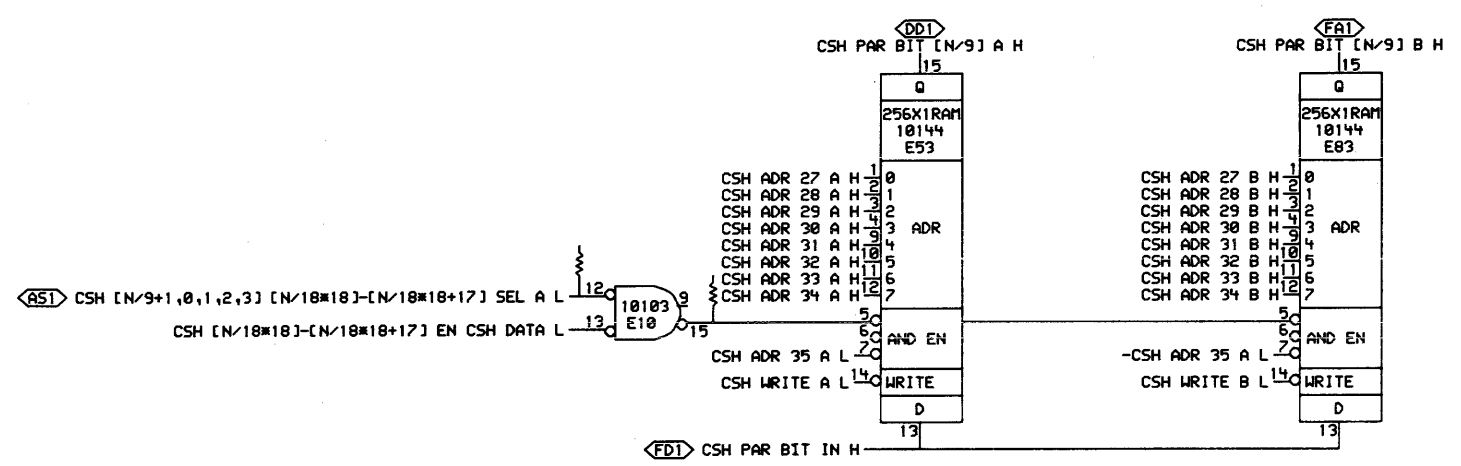 DD1
CSH PAR BIT [N/9] A H
15
Q
256X1RAM
10144
E53
CSH ADR 27 A H 1 0
CSH ADR 28 A H 2 1
CSH ADR 29 A H 3 2
CSH ADR 30 A H 4 3 ADR
CSH ADR 31 A H 9 4
CSH ADR 32 A H 10 5
CSH ADR 33 A H 11 6
CSH ADR 34 A H 12 7
AS1 CSH [N/9+1,0,1,2,3] [N/18*18]-[N/18*18+17] SEL A L 12
CSH [N/18*18]-[N/18*18+17] EN CSH DATA L 13
10103
E10
9
15
5
6 AND EN
CSH ADR 35 A L 7
CSH WRITE A L 14 WRITE
D
13
FA1
CSH PAR BIT [N/9] B H
15
Q
256X1RAM
10144
E83
CSH ADR 27 B H 1 0
CSH ADR 28 B H 2 1
CSH ADR 29 B H 3 2
CSH ADR 30 B H 4 3 ADR
CSH ADR 31 B H 9 4
CSH ADR 32 B H 10 5
CSH ADR 33 B H 11 6
CSH ADR 34 B H 12 7
5
6 AND EN
-CSH ADR 35 A L 7
CSH WRITE B L 14 WRITE
D
13
FD1 CSH PAR BIT IN H